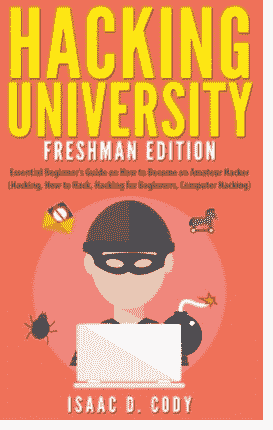 HACKING
UNIVERSITY
FRESHMAN EDITION
Essential Beginner's Guide on How to Become an Amateur Hacker
(Hacking, How to Hack, Hacking for Beginners, Computer Hacking)
ISAAC D. CODY